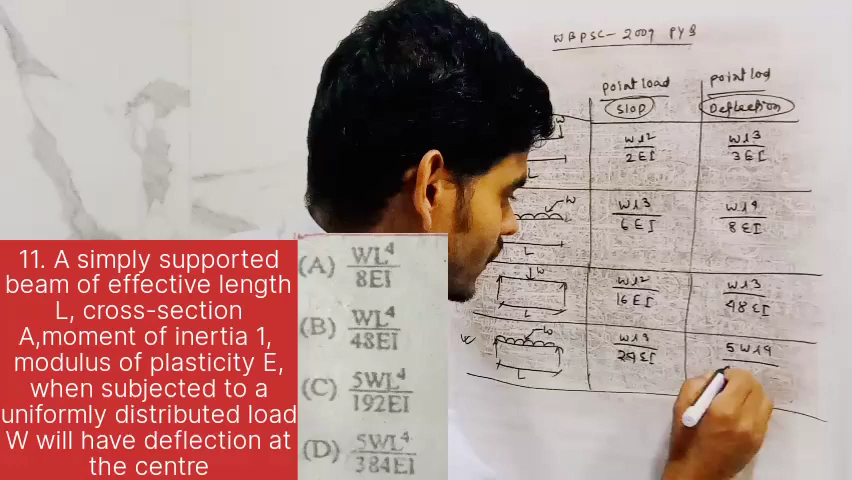 WBPSC-2009 PYB
point load
Slop
point lod
Deflection
W
L
wl2
2EI
wl3
3EI
W
L
wl3
6EI
wl4
8EI
W
L
wl2
16EI
wl3
48EI
W
L
wl3
24EI
5wl4
11. A simply supported
beam of effective length
L, cross-section
A,moment of inertia 1,
modulus of plasticity E,
when subjected to a
uniformly distributed load
W will have deflection at
the centre
(A) WL⁴
8EI
(B) WL⁴
48EI
(C) 5WL⁴
192EI
(D) 5WL⁴
384EI